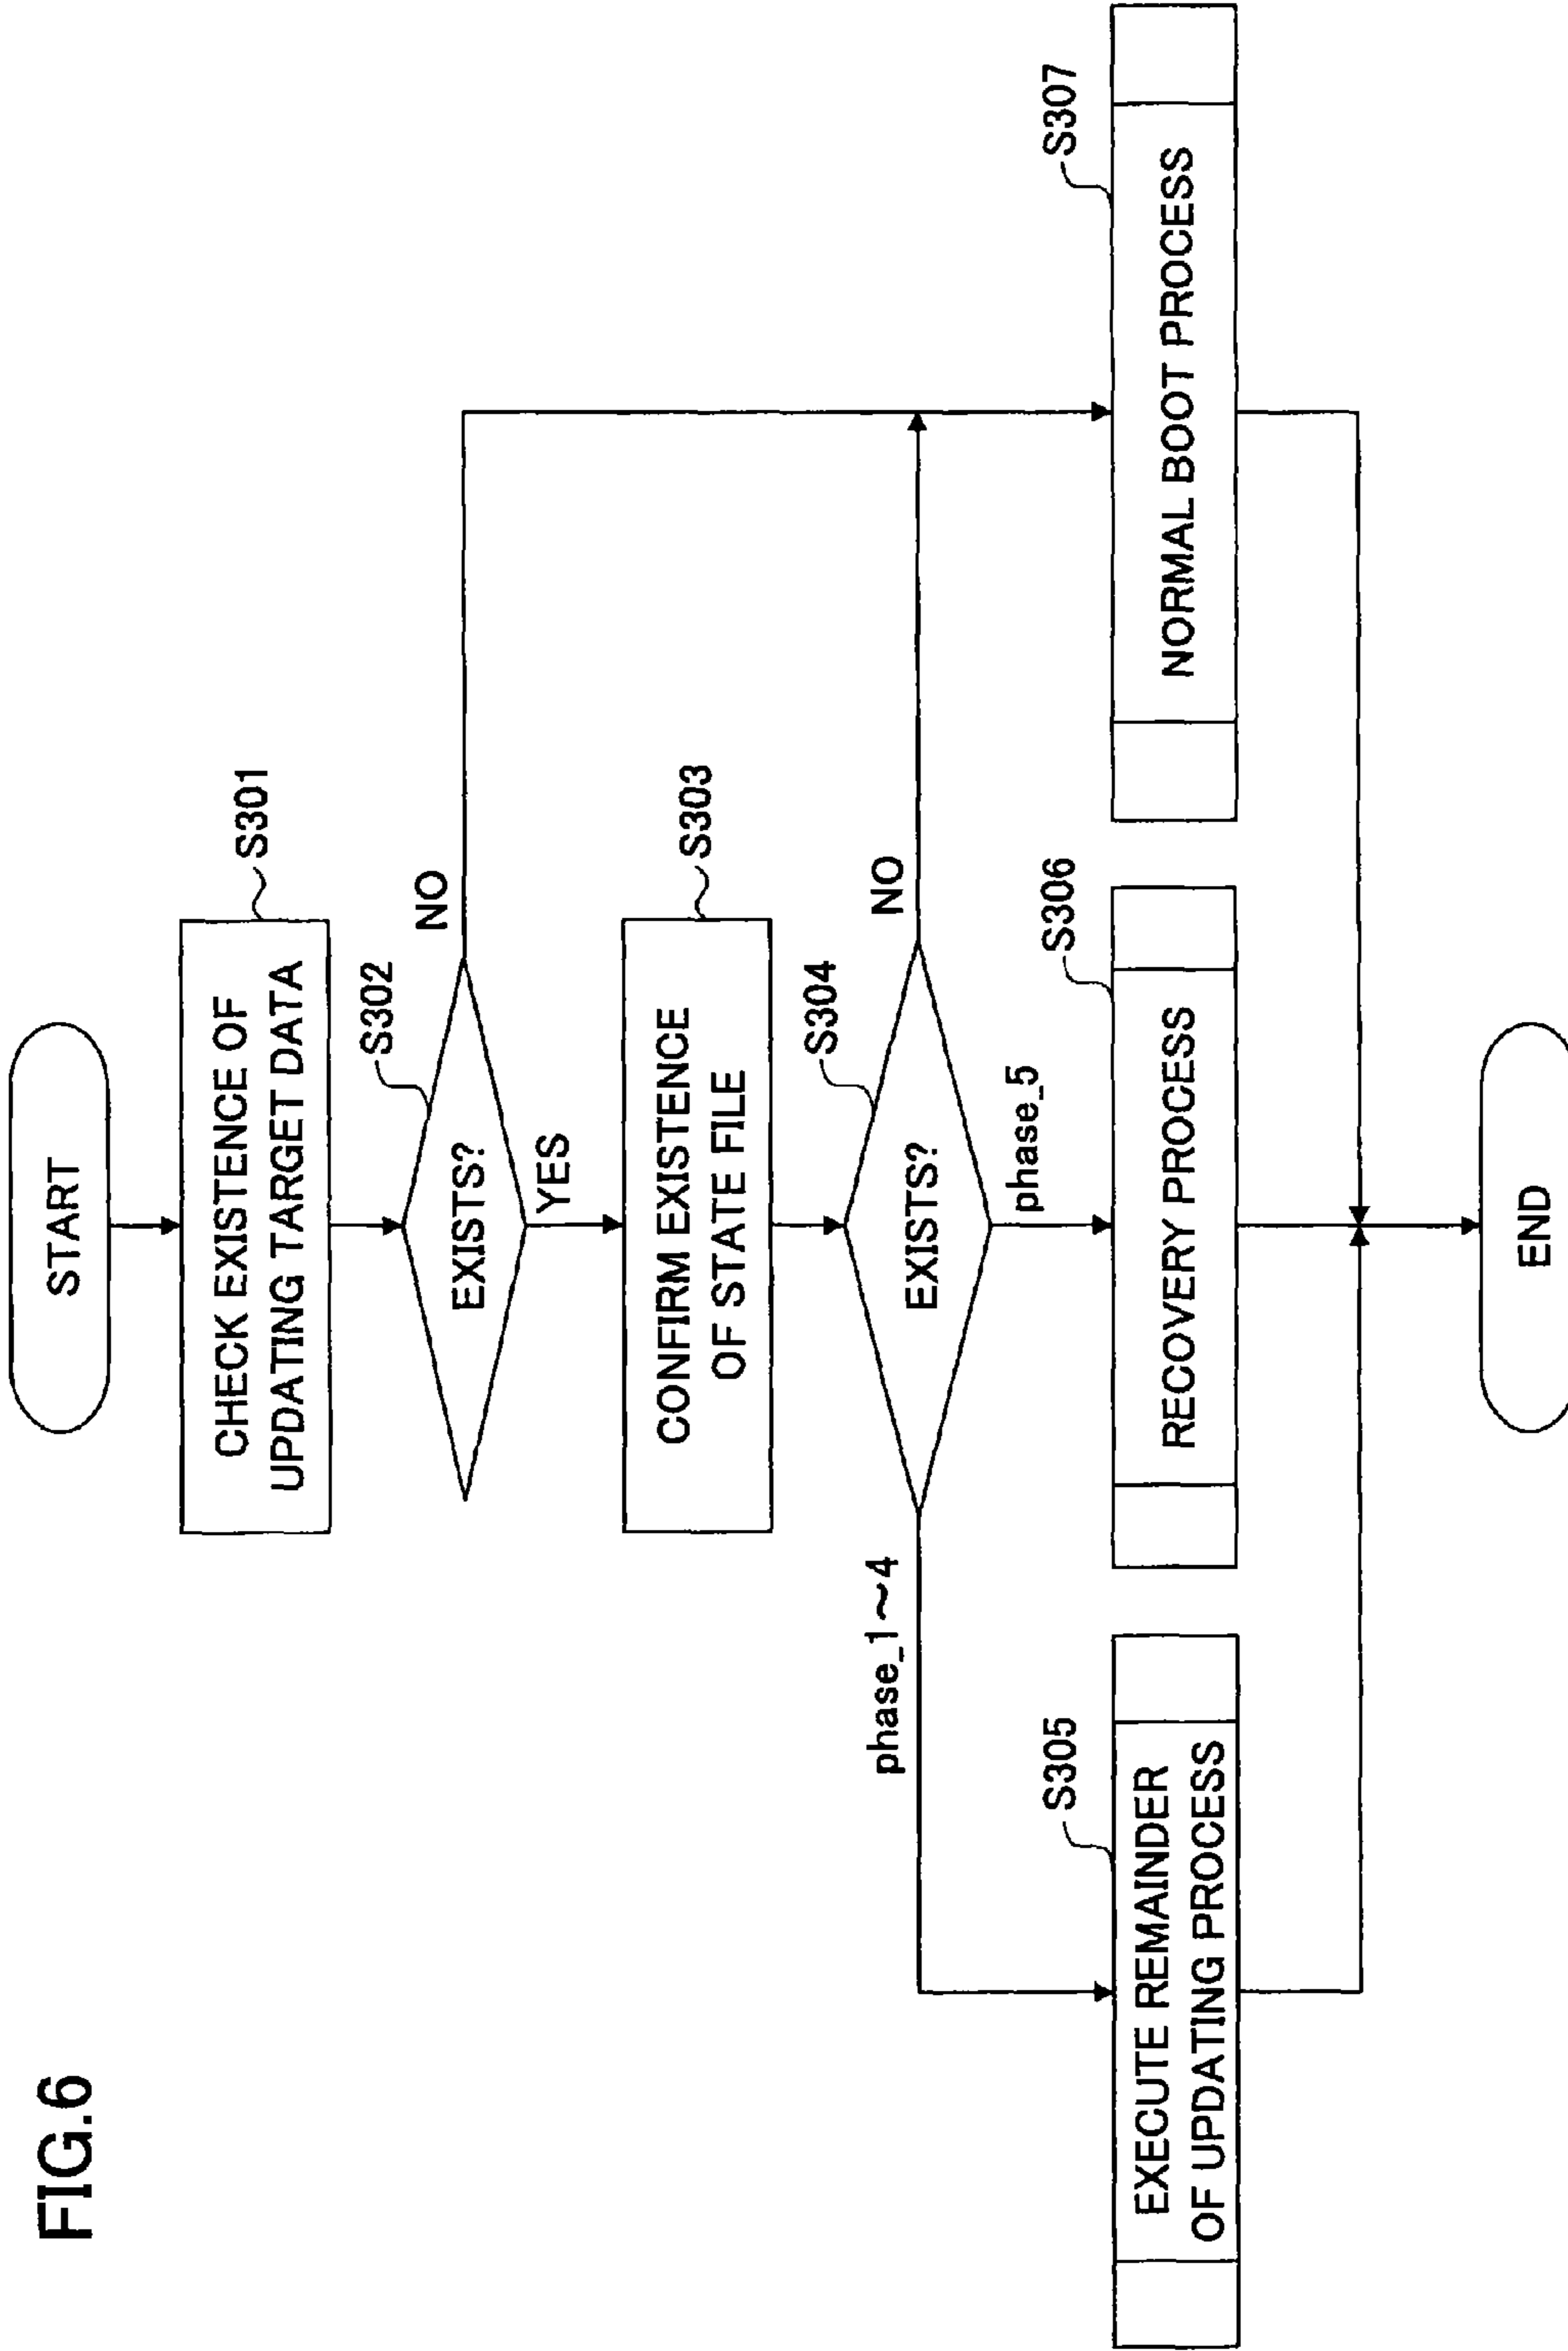 FIG.6
START
CHECK EXISTENCE OF
UPDATING TARGET DATA
S301
S302
EXISTS?
NO
YES
CONFIRM EXISTENCE
OF STATE FILE
S303
S304
EXISTS?
NO
phase_1~4
phase_5
S305
EXECUTE REMAINDER
OF UPDATING PROCESS
S306
RECOVERY PROCESS
S307
NORMAL BOOT PROCESS
END